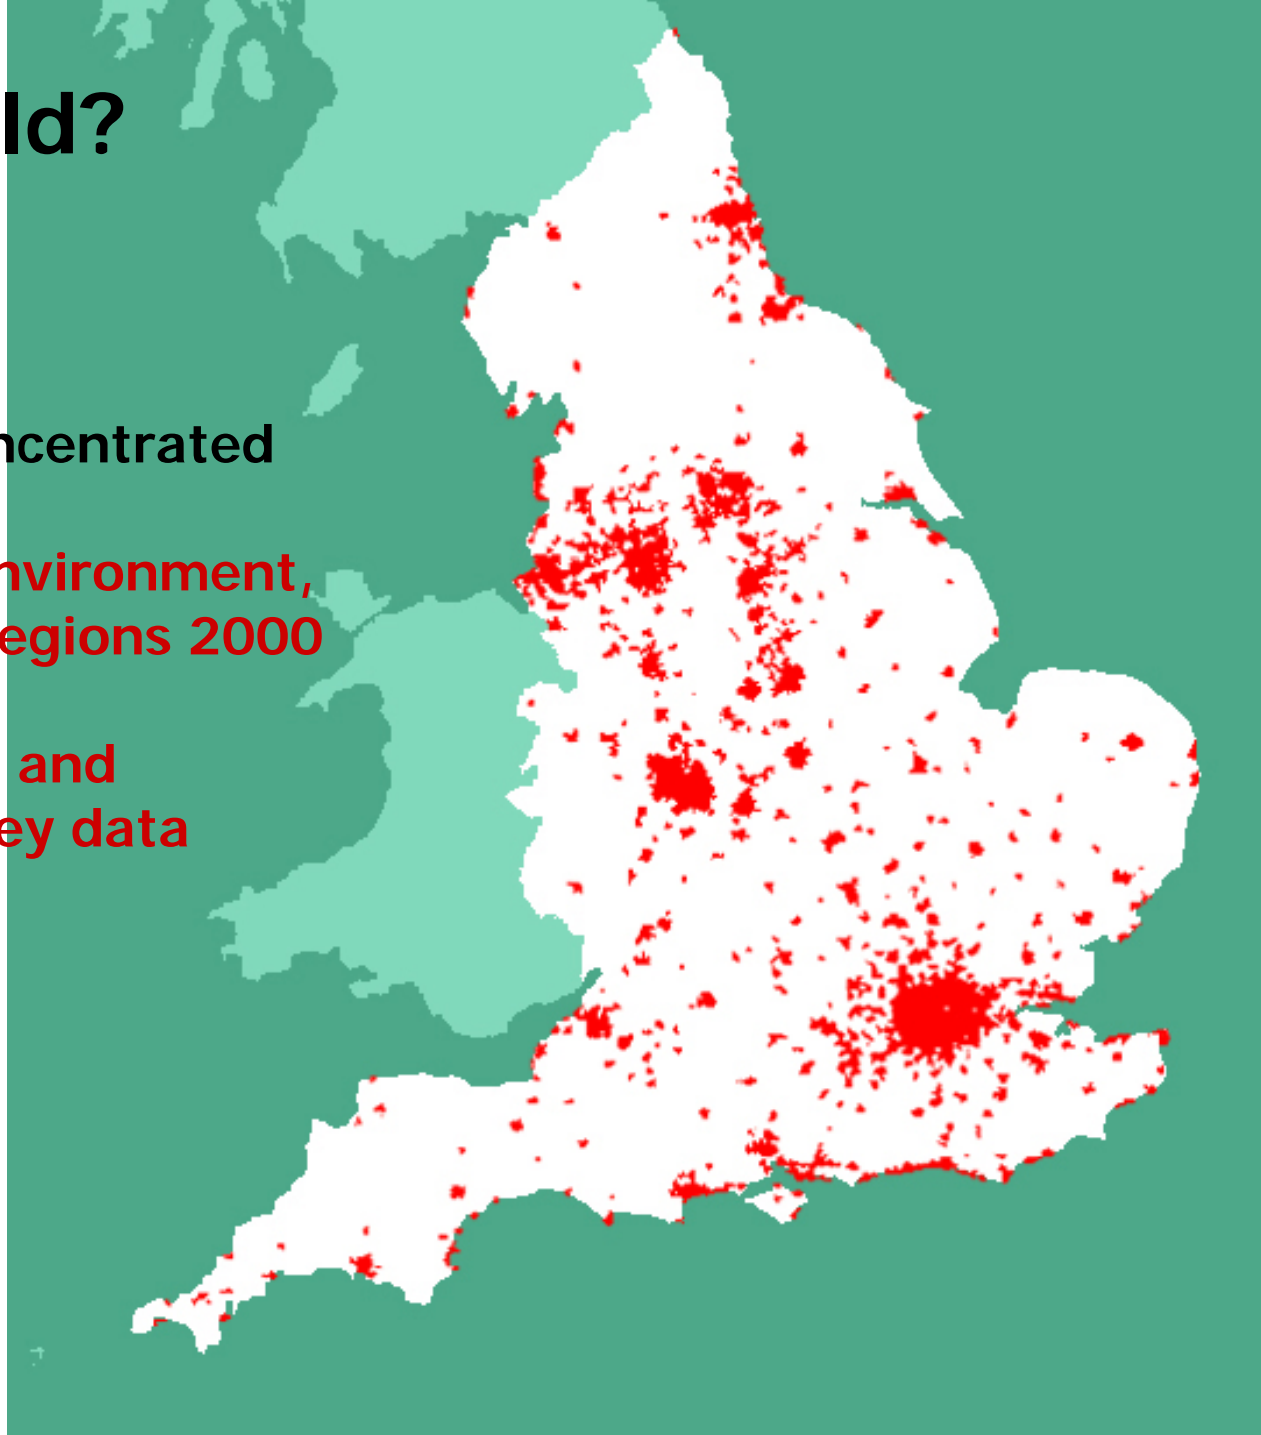 ld?
ncentrated
nvironment,
egions 2000
and
ey data